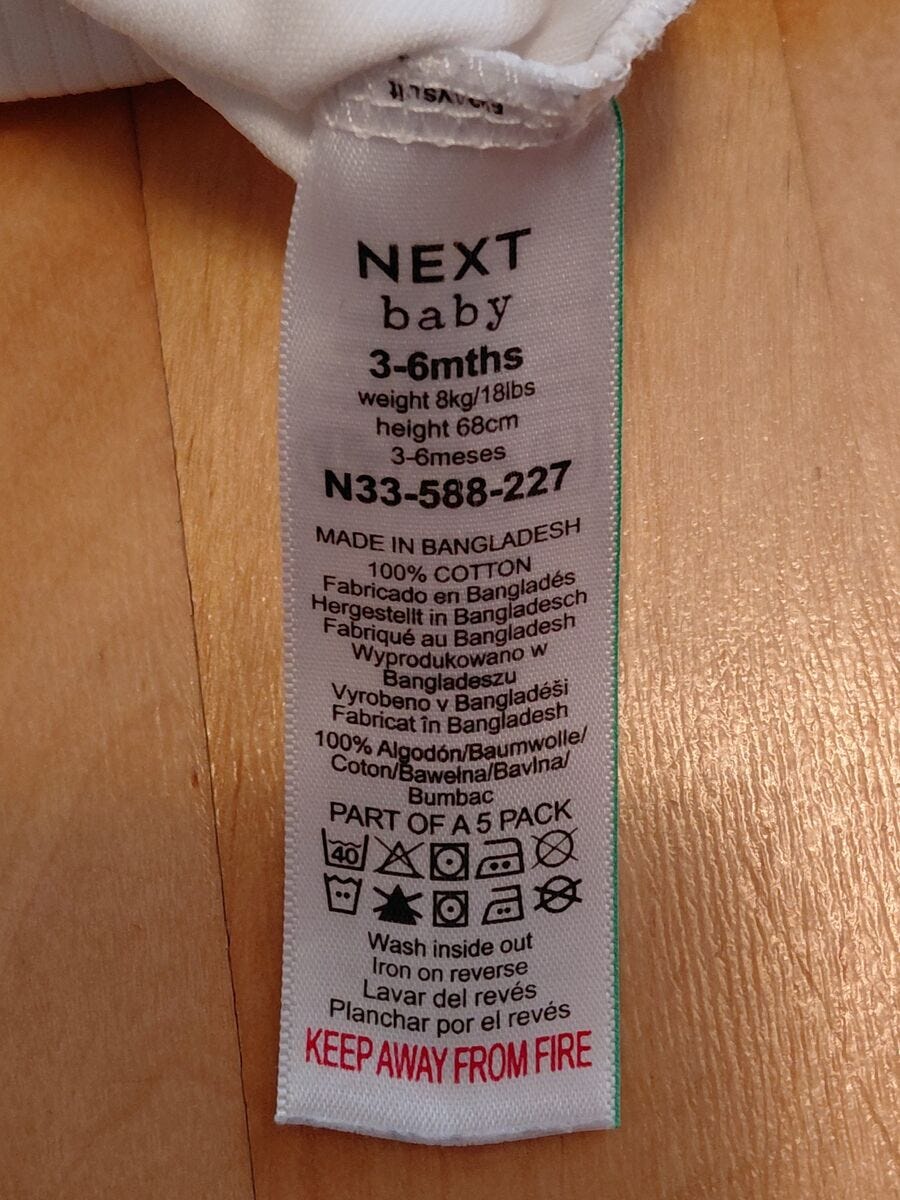 NEXT
baby
3-6mths
weight 8kg/18lbs
height 68cm
3-6meses
N33-588-227
MADE IN BANGLADESH
100% COTTON
Fabricado en Bangladés
Hergestellt in Bangladesch
Fabriqué au Bangladesh
Wyprodukowano w
Bangladeszu
Vyrobeno v Bangladéši
Fabricat în Bangladesh
100% Algodón/Baumwolle/
Coton/Bawełna/Bavlna/
Bumbac
PART OF A 5 PACK
40
Wash inside out
Iron on reverse
Lavar del revés
Planchar por el revés
KEEP AWAY FROM FIRE